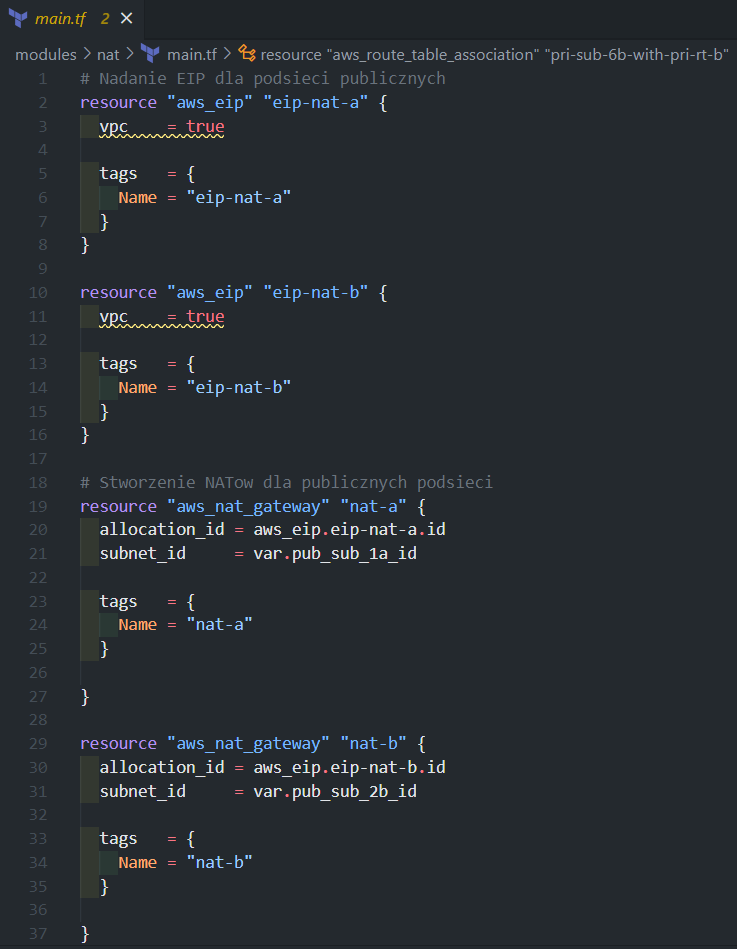 main.tf 2
modules > nat > main.tf > resource "aws_route_table_association" "pri-sub-6b-with-pri-rt-b"
1 # Nadanie EIP dla podsieci publicznych
2 resource "aws_eip" "eip-nat-a" {
3   vpc    = true
4
5   tags   = {
6     Name = "eip-nat-a"
7   }
8 }
9
10 resource "aws_eip" "eip-nat-b" {
11   vpc    = true
12
13   tags   = {
14     Name = "eip-nat-b"
15   }
16 }
17
18 # Stworzenie NATow dla publicznych podsieci
19 resource "aws_nat_gateway" "nat-a" {
20   allocation_id = aws_eip.eip-nat-a.id
21   subnet_id     = var.pub_sub_1a_id
22
23   tags   = {
24     Name = "nat-a"
25   }
26
27 }
28
29 resource "aws_nat_gateway" "nat-b" {
30   allocation_id = aws_eip.eip-nat-b.id
31   subnet_id     = var.pub_sub_2b_id
32
33   tags   = {
34     Name = "nat-b"
35   }
36
37 }